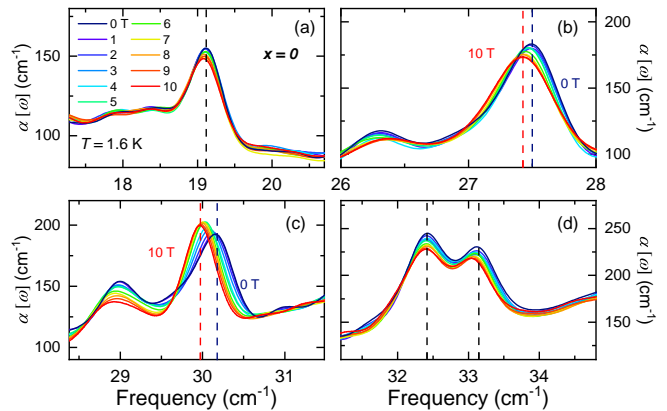 (a)
0 T
1
2
3
4
5
6
7
8
9
10
x=0
T = 1.6 K
α [ω] (cm-1)
100
150
18
19
20
(b)
10 T
0 T
α [ω] (cm-1)
100
150
200
26
27
28
(c)
10 T
0 T
α [ω] (cm-1)
100
150
200
29
30
31
Frequency (cm-1)
(d)
α [ω] (cm-1)
150
200
250
32
33
34
Frequency (cm-1)